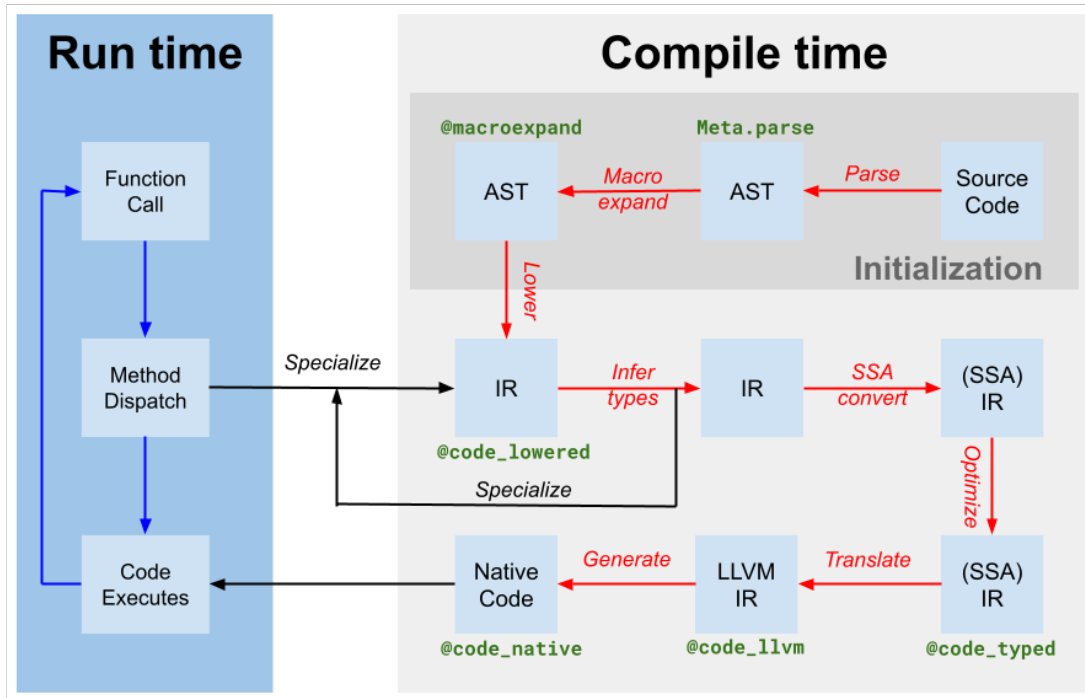 Run time
Compile time
@macroexpand
Meta.parse
Function
Call
AST
Macro
expand
AST
Parse
Source
Code
Initialization
Lower
Method
Dispatch
Specialize
IR
Infer
types
IR
SSA
convert
(SSA)
IR
@code_lowered
Specialize
Optimize
Code
Executes
Native
Code
Generate
LLVM
IR
Translate
(SSA)
IR
@code_native
@code_llvm
@code_typed